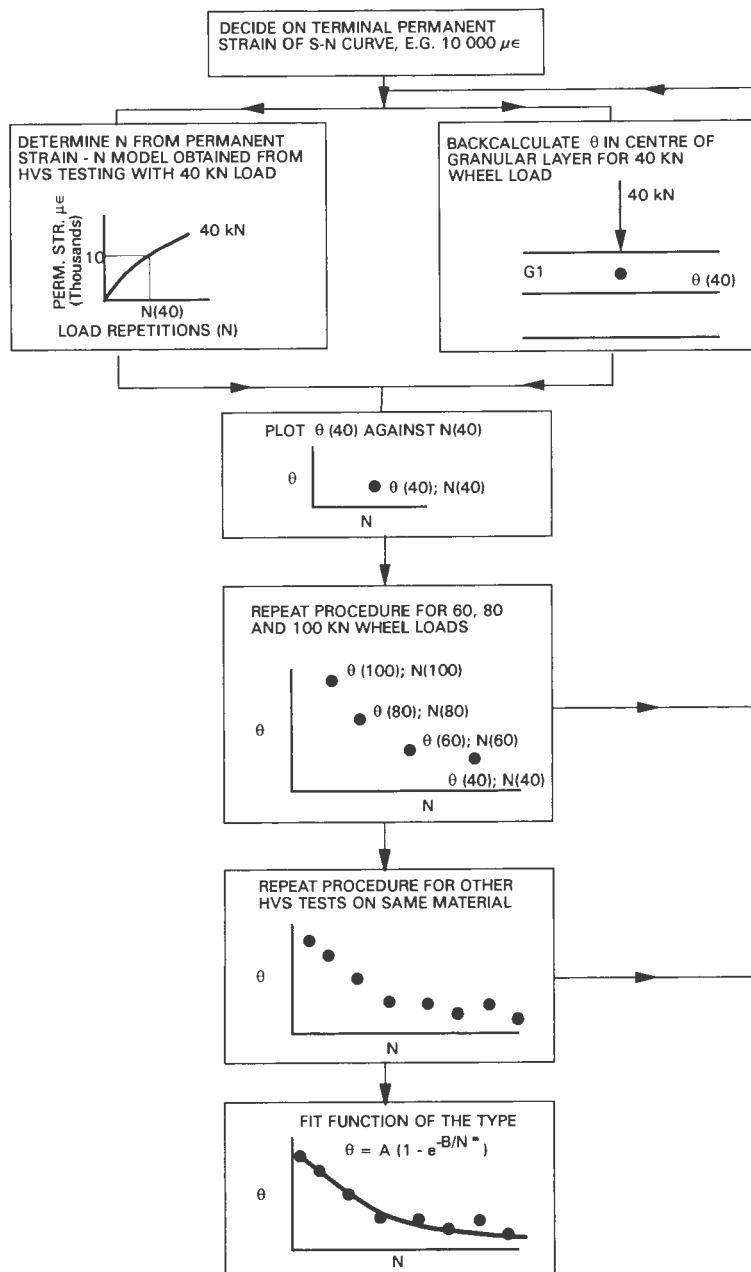 DECIDE ON TERMINAL PERMANENT
STRAIN OF S-N CURVE, E.G. 10 000 με
DETERMINE N FROM PERMANENT
STRAIN - N MODEL OBTAINED FROM
HVS TESTING WITH 40 KN LOAD
PERM. STR. με
(Thousands)
10
40 kN
N(40)
LOAD REPETITIONS (N)
BACKCALCULATE θ IN CENTRE OF
GRANULAR LAYER FOR 40 KN
WHEEL LOAD
40 kN
G1
θ (40)
PLOT θ (40) AGAINST N(40)
θ
θ (40); N(40)
N
REPEAT PROCEDURE FOR 60, 80
AND 100 KN WHEEL LOADS
θ (100); N(100)
θ (80); N(80)
θ
θ (60); N(60)
θ (40); N(40)
N
REPEAT PROCEDURE FOR OTHER
HVS TESTS ON SAME MATERIAL
θ
N
FIT FUNCTION OF THE TYPE
θ = A (1 - e-B/N )
θ
N